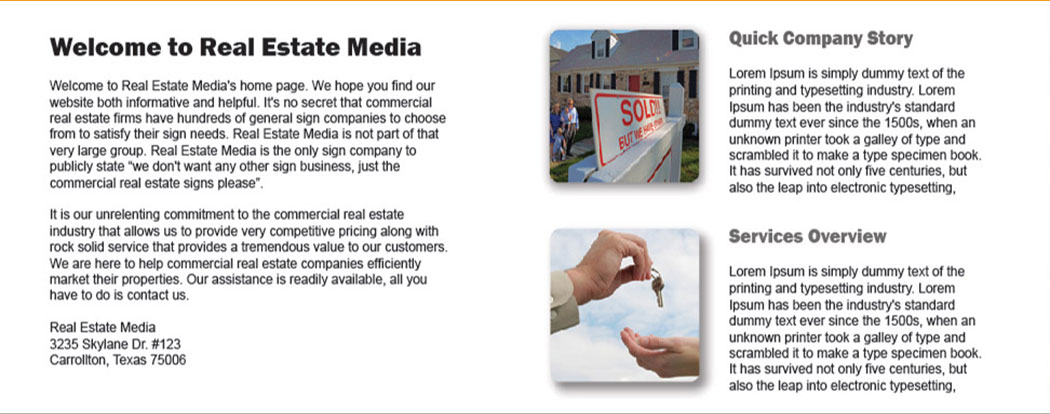 Welcome to Real Estate Media
Welcome to Real Estate Media's home page. We hope you find our
website both informative and helpful. It's no secret that commercial
real estate firms have hundreds of general sign companies to choose
from to satisfy their sign needs. Real Estate Media is not part of that
very large group. Real Estate Media is the only sign company to
publicly state “we don't want any other sign business, just the
commercial real estate signs please”.
It is our unrelenting commitment to the commercial real estate
industry that allows us to provide very competitive pricing along with
rock solid service that provides a tremendous value to our customers.
We are here to help commercial real estate companies efficiently
market their properties. Our assistance is readily available, all you
have to do is contact us.
Real Estate Media
3235 Skylane Dr. #123
Carrollton, Texas 75006
SOLD!!
BUT WE HAVE
Quick Company Story
Lorem Ipsum is simply dummy text of the
printing and typesetting industry. Lorem
Ipsum has been the industry's standard
dummy text ever since the 1500s, when an
unknown printer took a galley of type and
scrambled it to make a type specimen book.
It has survived not only five centuries, but
also the leap into electronic typesetting,
Services Overview
Lorem Ipsum is simply dummy text of the
printing and typesetting industry. Lorem
Ipsum has been the industry's standard
dummy text ever since the 1500s, when an
unknown printer took a galley of type and
scrambled it to make a type specimen book.
It has survived not only five centuries, but
also the leap into electronic typesetting,